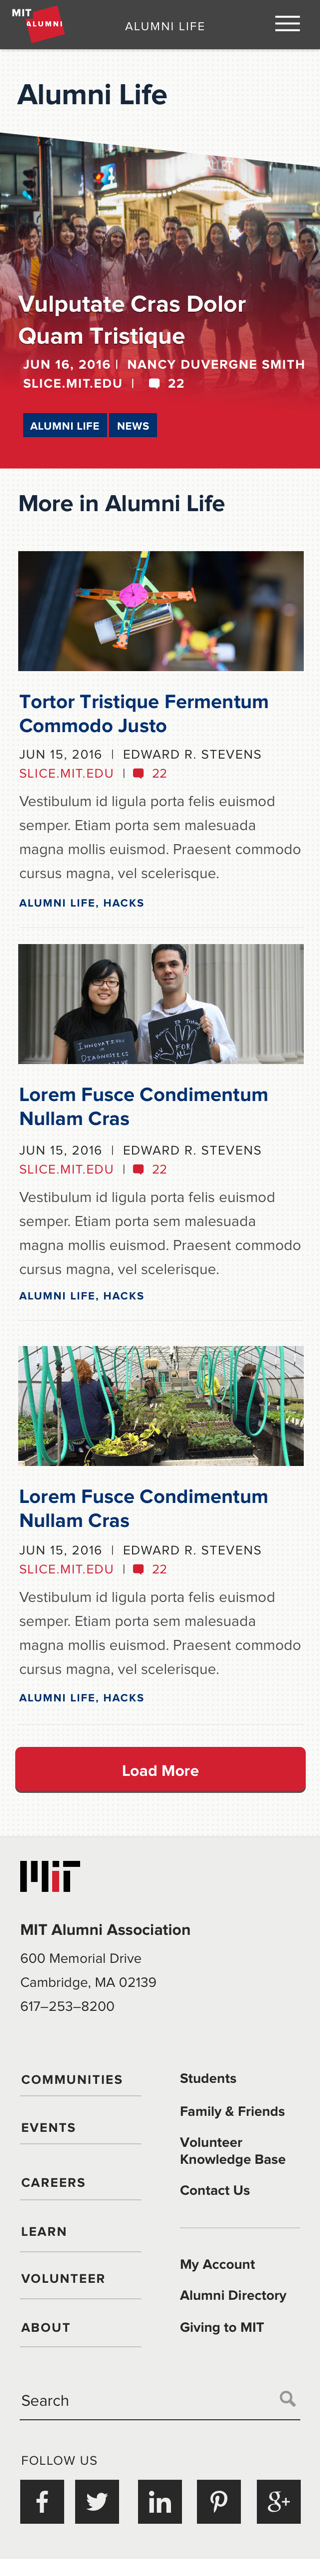 MIT
ALUMNI
ALUMNI LIFE
Alumni Life
Vulputate Cras Dolor
Quam Tristique
JUN 16, 2016 | NANCY DUVERGNE SMITH
SLICE.MIT.EDU | 22
ALUMNI LIFE NEWS
More in Alumni Life
Tortor Tristique Fermentum
Commodo Justo
JUN 15, 2016 | EDWARD R. STEVENS
SLICE.MIT.EDU | 22
Vestibulum id ligula porta felis euismod
semper. Etiam porta sem malesuada
magna mollis euismod. Praesent commodo
cursus magna, vel scelerisque.
ALUMNI LIFE, HACKS
INNOVATIVE
DIAGNOSTICS
HIV
FOR
ALL
Lorem Fusce Condimentum
Nullam Cras
JUN 15, 2016 | EDWARD R. STEVENS
SLICE.MIT.EDU | 22
Vestibulum id ligula porta felis euismod
semper. Etiam porta sem malesuada
magna mollis euismod. Praesent commodo
cursus magna, vel scelerisque.
ALUMNI LIFE, HACKS
Lorem Fusce Condimentum
Nullam Cras
JUN 15, 2016 | EDWARD R. STEVENS
SLICE.MIT.EDU | 22
Vestibulum id ligula porta felis euismod
semper. Etiam porta sem malesuada
magna mollis euismod. Praesent commodo
cursus magna, vel scelerisque.
ALUMNI LIFE, HACKS
Load More
MIT
MIT Alumni Association
600 Memorial Drive
Cambridge, MA 02139
617–253–8200
COMMUNITIES
EVENTS
CAREERS
LEARN
VOLUNTEER
ABOUT
Students
Family & Friends
Volunteer
Knowledge Base
Contact Us
My Account
Alumni Directory
Giving to MIT
Search
FOLLOW US
f
in
g+